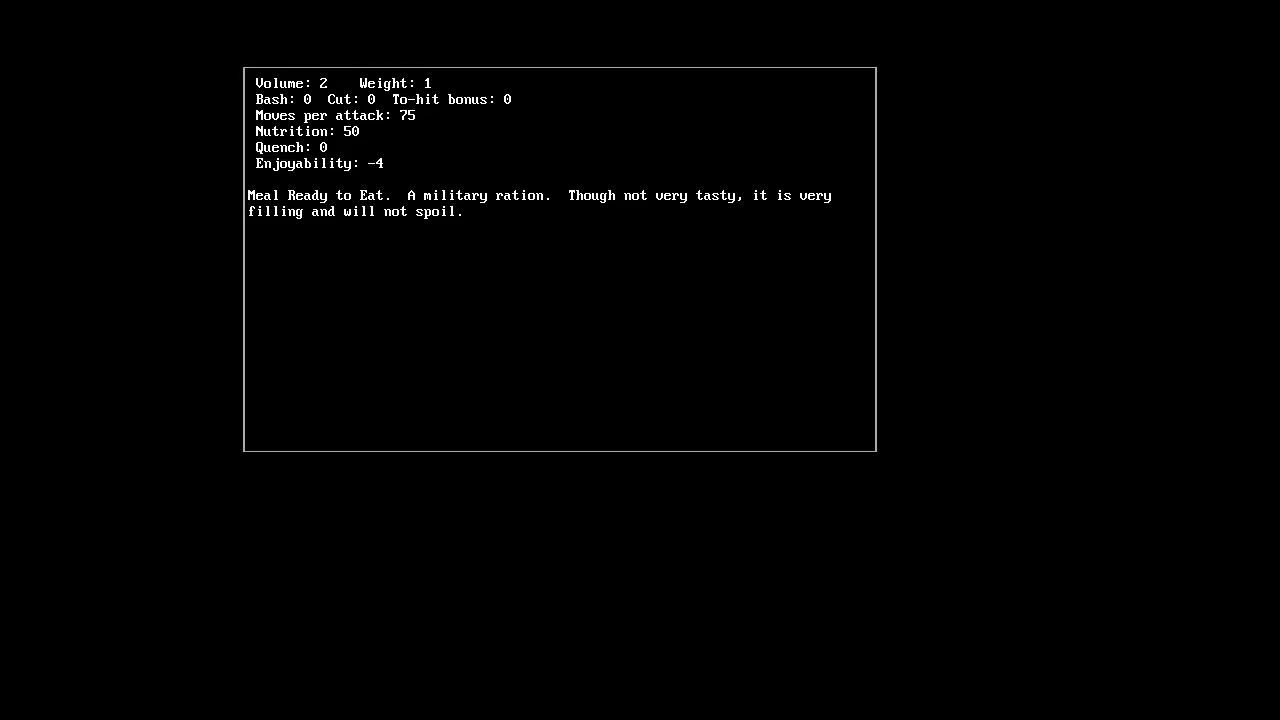 Volume: 2    Weight: 1
Bash: 0  Cut: 0  To-hit bonus: 0
Moves per attack: 75
Nutrition: 50
Quench: 0
Enjoyability: -4
Meal Ready to Eat.  A military ration.  Though not very tasty, it is very
filling and will not spoil.